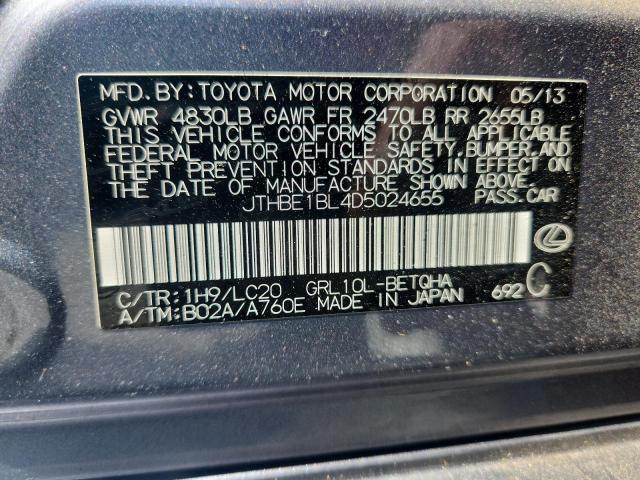 MFD. BY: TOYOTA MOTOR CORPORATION 05/13
GVWR 4830LB GAWR FR 2470LB RR 2655LB
THIS VEHICLE CONFORMS TO ALL APPLICABLE
FEDERAL MOTOR VEHICLE SAFETY, BUMPER, AND
THEFT PREVENTION STANDARDS IN EFFECT ON
THE DATE OF MANUFACTURE SHOWN ABOVE.
JTHBE1BL4D5024655 PASS. CAR
C/TR: 1H9/LC20 GRL10L-BETQHA
A/TM: B02A/A760E MADE IN JAPAN 692 C